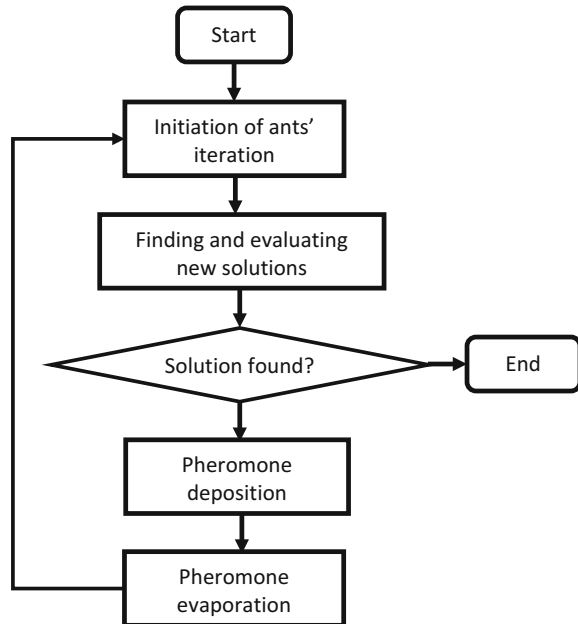 Start
Initiation of ants’
iteration
Finding and evaluating
new solutions
Solution found?
End
Pheromone
deposition
Pheromone
evaporation